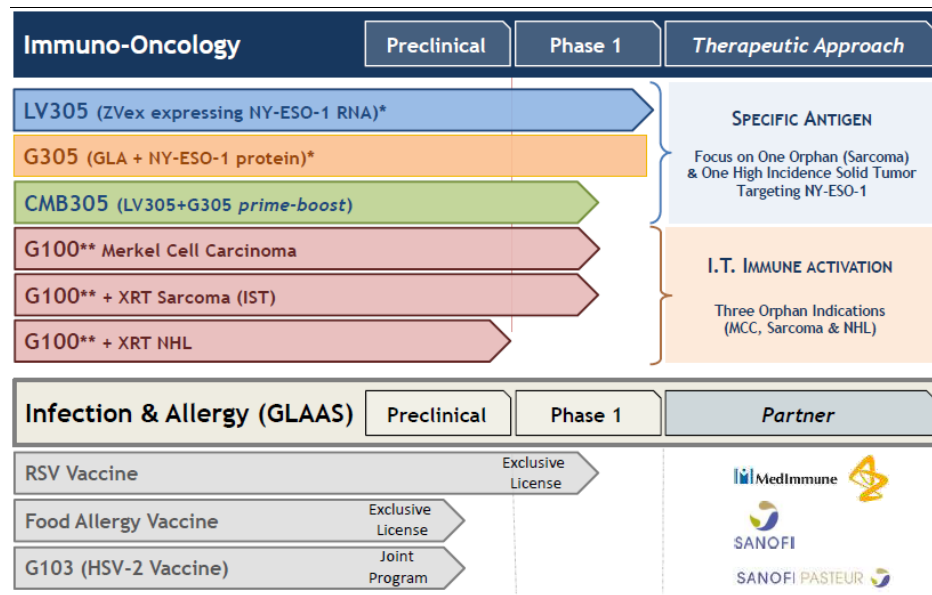 Immuno-Oncology Preclinical Phase 1 Therapeutic Approach
LV305 (ZVex expressing NY-ESO-1 RNA)*
G305 (GLA + NY-ESO-1 protein)*
CMB305 (LV305+G305 prime-boost)
SPECIFIC ANTIGEN
Focus on One Orphan (Sarcoma)
& One High Incidence Solid Tumor
Targeting NY-ESO-1
G100** Merkel Cell Carcinoma
G100** + XRT Sarcoma (IST)
G100** + XRT NHL
I.T. IMMUNE ACTIVATION
Three Orphan Indications
(MCC, Sarcoma & NHL)
Infection & Allergy (GLAAS) Preclinical Phase 1 Partner
RSV Vaccine
Exclusive
License
MedImmune
Food Allergy Vaccine
Exclusive
License
SANOFI
G103 (HSV-2 Vaccine)
Joint
Program
SANOFI PASTEUR